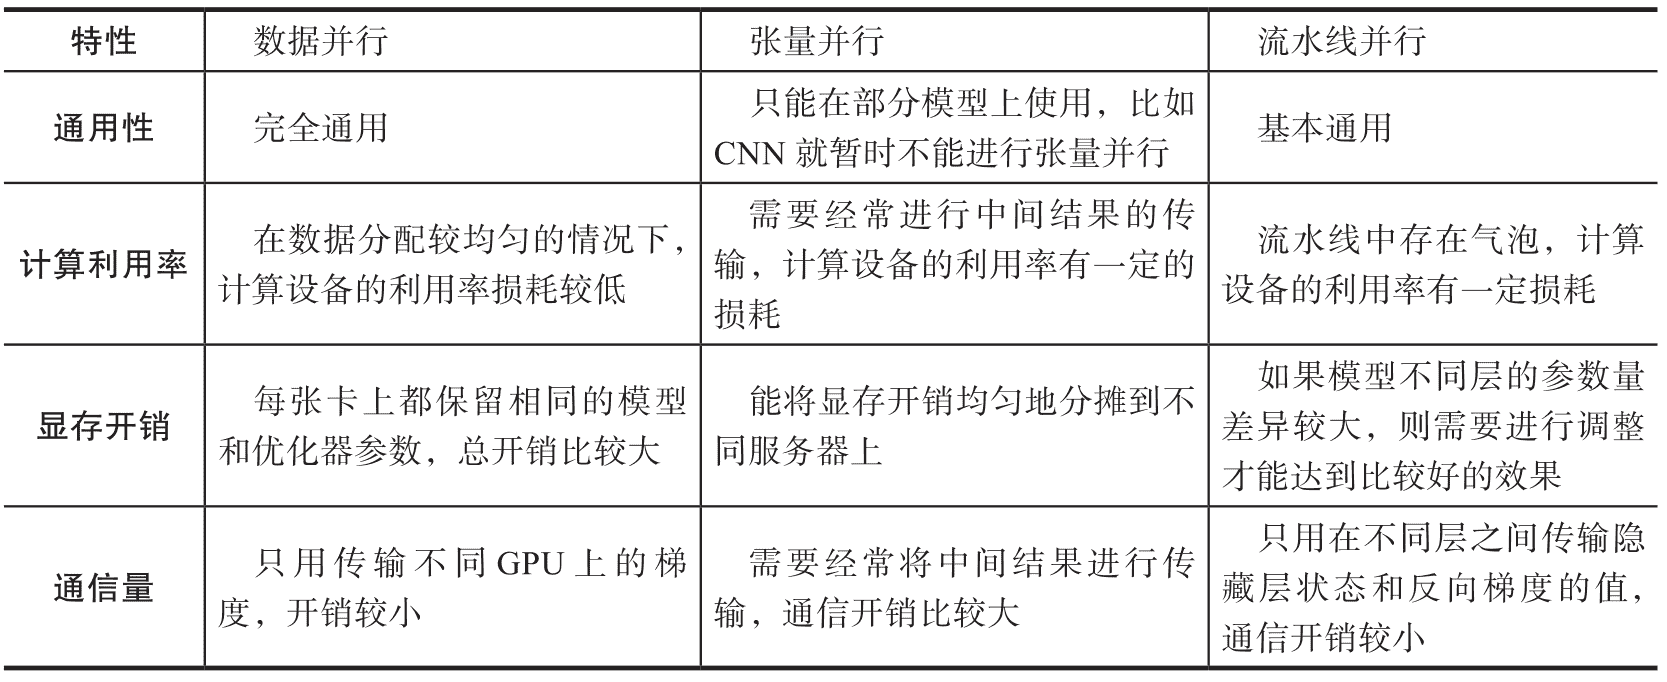 特性
数据并行
张量并行
流水线并行
通用性
完全通用
只能在部分模型上使用，比如
CNN 就暂时不能进行张量并行
基本通用
计算利用率
在数据分配较均匀的情况下，
计算设备的利用率损耗较低
需要经常进行中间结果的传
输，计算设备的利用率有一定的
损耗
流水线中存在气泡，计算
设备的利用率有一定损耗
显存开销
每张卡上都保留相同的模型
和优化器参数，总开销比较大
能将显存开销均匀地分摊到不
同服务器上
如果模型不同层的参数量
差异较大，则需要进行调整
才能达到比较好的效果
通信量
只用传输不同 GPU 上的梯
度，开销较小
需要经常将中间结果进行传
输，通信开销比较大
只用在不同层之间传输隐
藏层状态和反向梯度的值，
通信开销较小